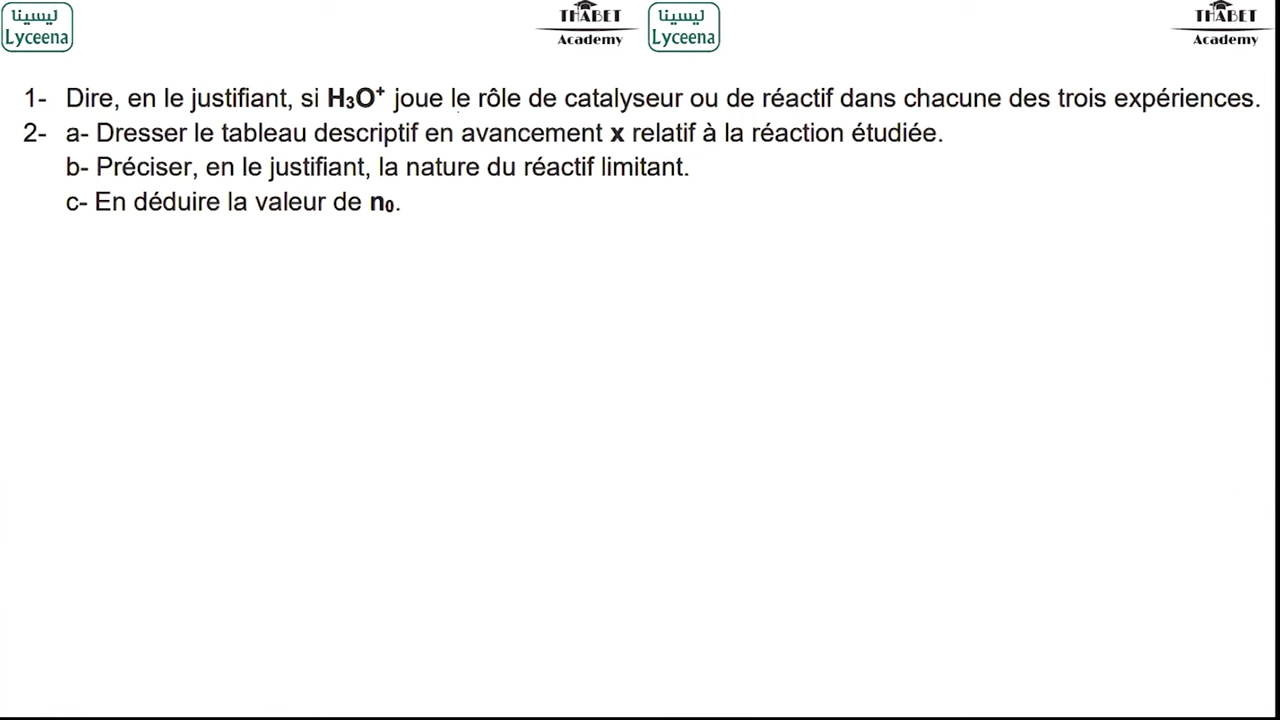 ليسينا
Lyceena
THABET
Academy
ليسينا
Lyceena
THABET
Academy
1- Dire, en le justifiant, si H₃O⁺ joue le rôle de catalyseur ou de réactif dans chacune des trois expériences.
2- a- Dresser le tableau descriptif en avancement x relatif à la réaction étudiée.
b- Préciser, en le justifiant, la nature du réactif limitant.
c- En déduire la valeur de n₀.